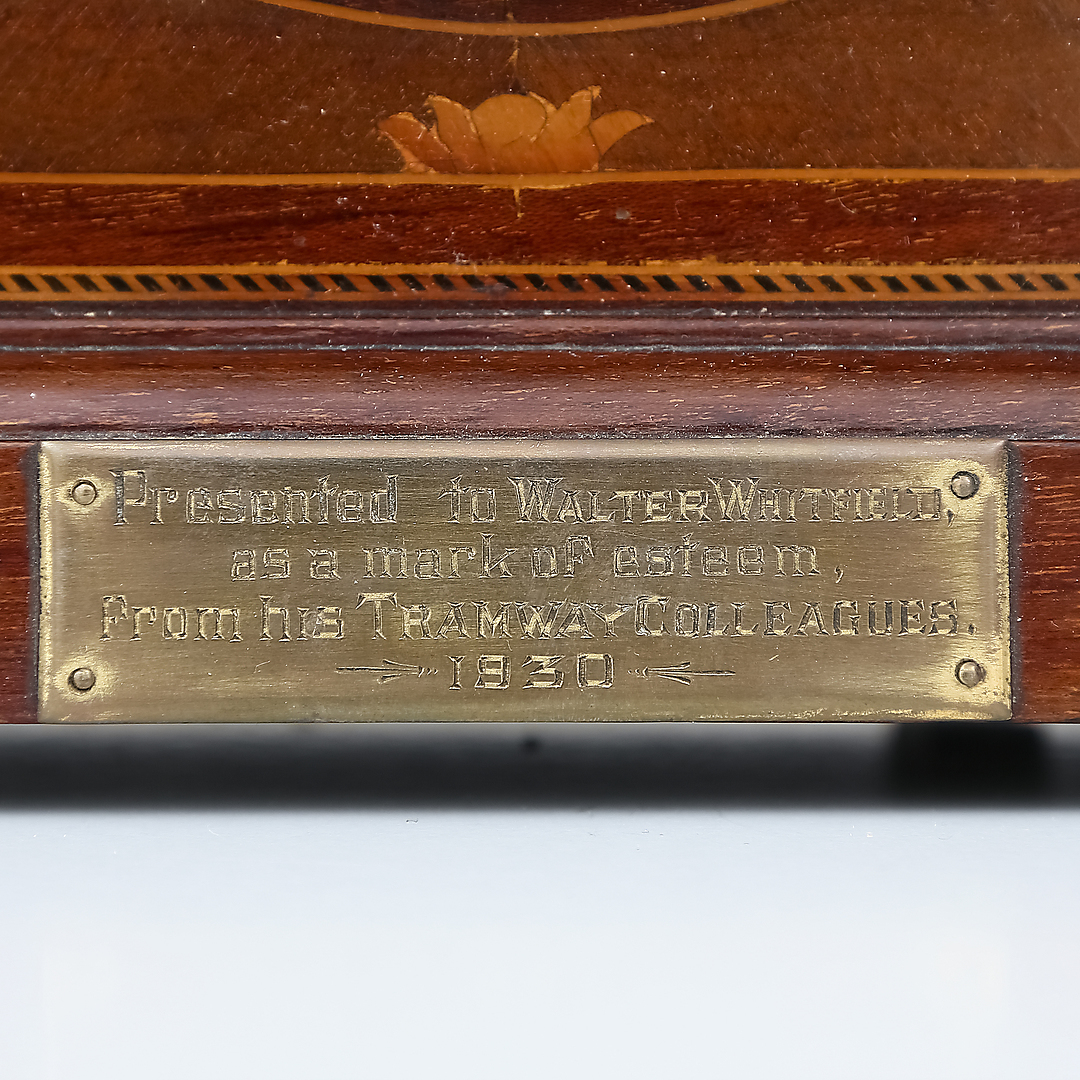 Presented to WALTER WHITFIELD,
as a mark of esteem,
From his TRAMWAY COLLEAGUES.
1930